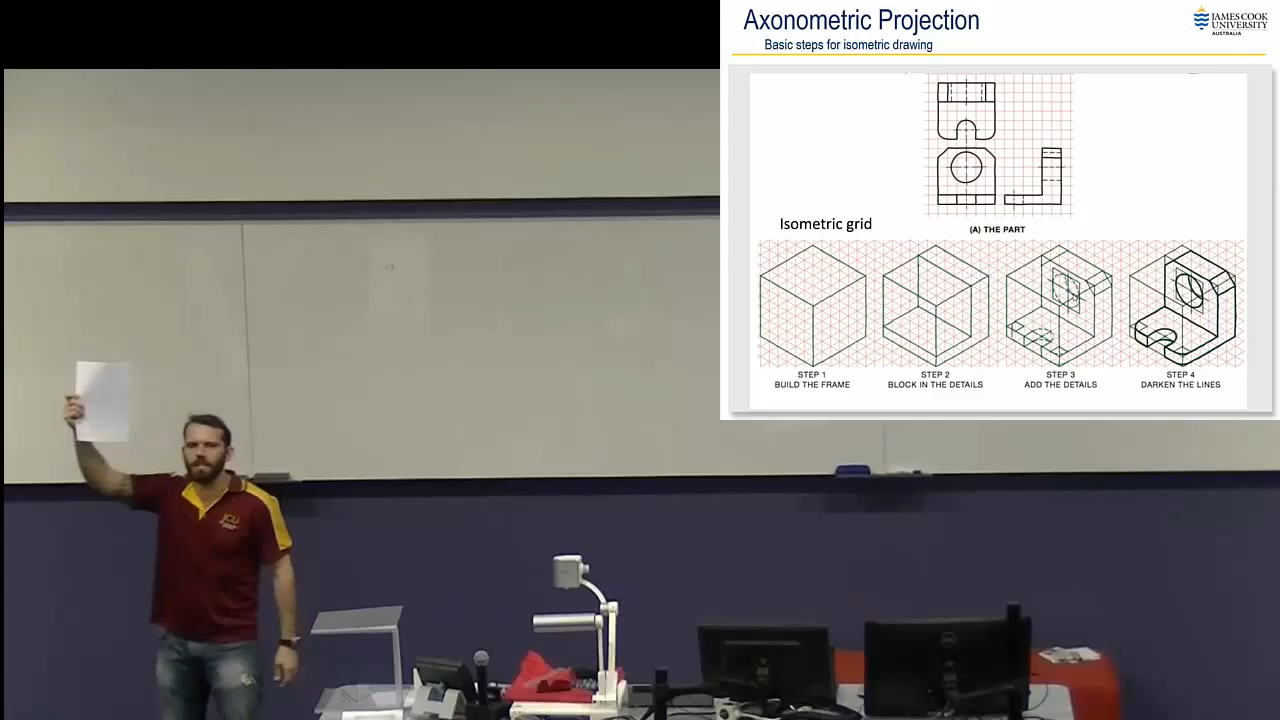 Axonometric Projection
Basic steps for isometric drawing
JAMES COOK
UNIVERSITY
AUSTRALIA
(A) THE PART
Isometric grid
STEP 1
BUILD THE FRAME
STEP 2
BLOCK IN THE DETAILS
STEP 3
ADD THE DETAILS
STEP 4
DARKEN THE LINES
JCU